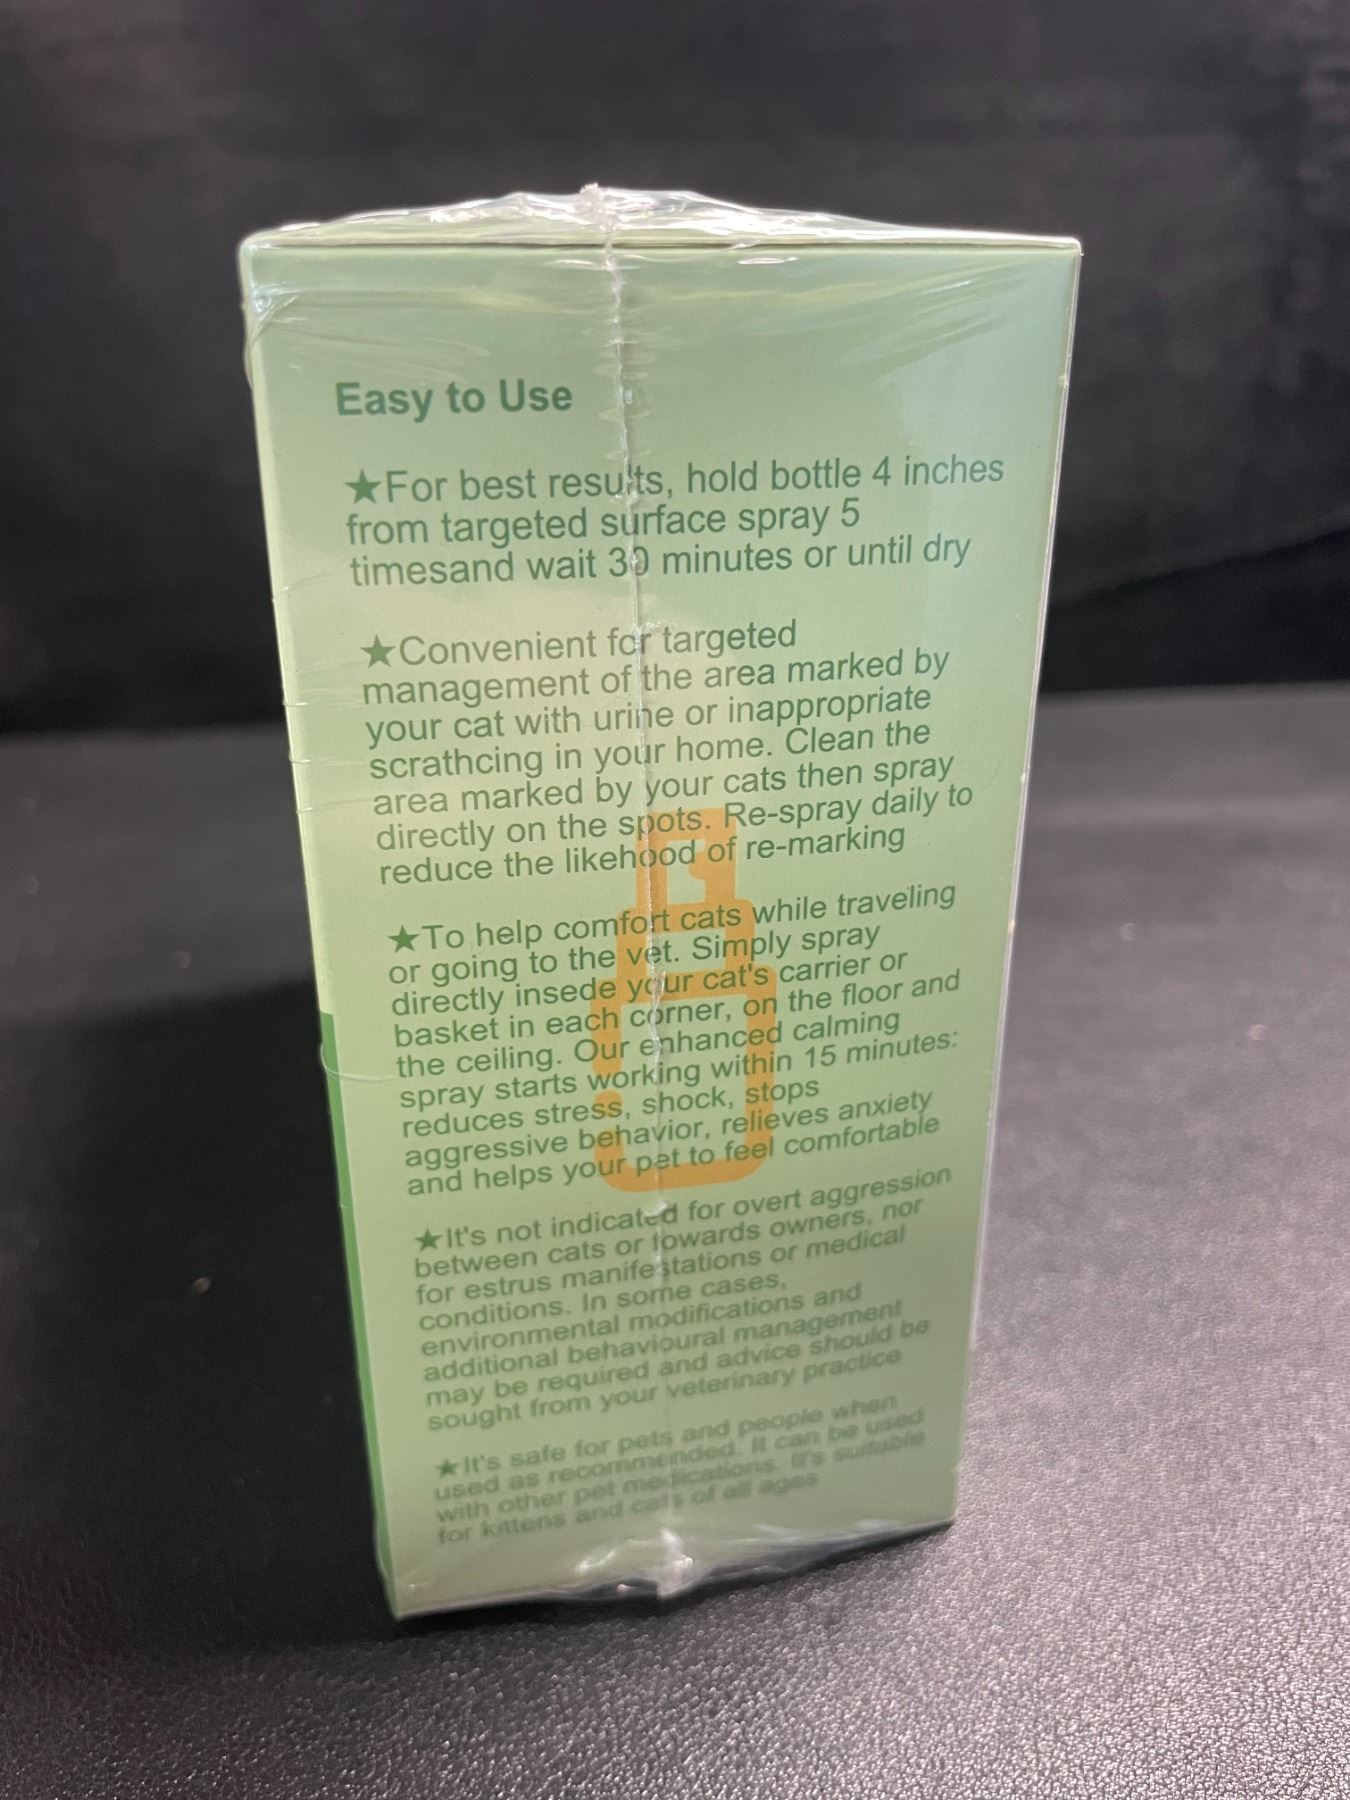 Easy to Use
★For best results, hold bottle 4 inches
from targeted surface spray 5
timesand wait 30 minutes or until dry
★Convenient for targeted
management of the area marked by
your cat with urine or inappropriate
scrathcing in your home. Clean the
area marked by your cats then spray
directly on the spots. Re-spray daily to
reduce the likehood of re-marking
★To help comfort cats while traveling
or going to the vet. Simply spray
directly insede your cat's carrier or
basket in each corner, on the floor and
the ceiling. Our enhanced calming
spray starts working within 15 minutes:
reduces stress, shock, stops
aggressive behavior, relieves anxiety
and helps your pet to feel comfortable
★It's not indicated for overt aggression
between cats or towards owners, nor
for estrus manifestations or medical
conditions. In some cases,
environmental modifications and
additional behavioural management
may be required and advice should be
sought from your veterinary practice
★It's safe for pets and people when
used as recommended. It can be used
with other pet medications. It's suitable
for kittens and cats of all ages